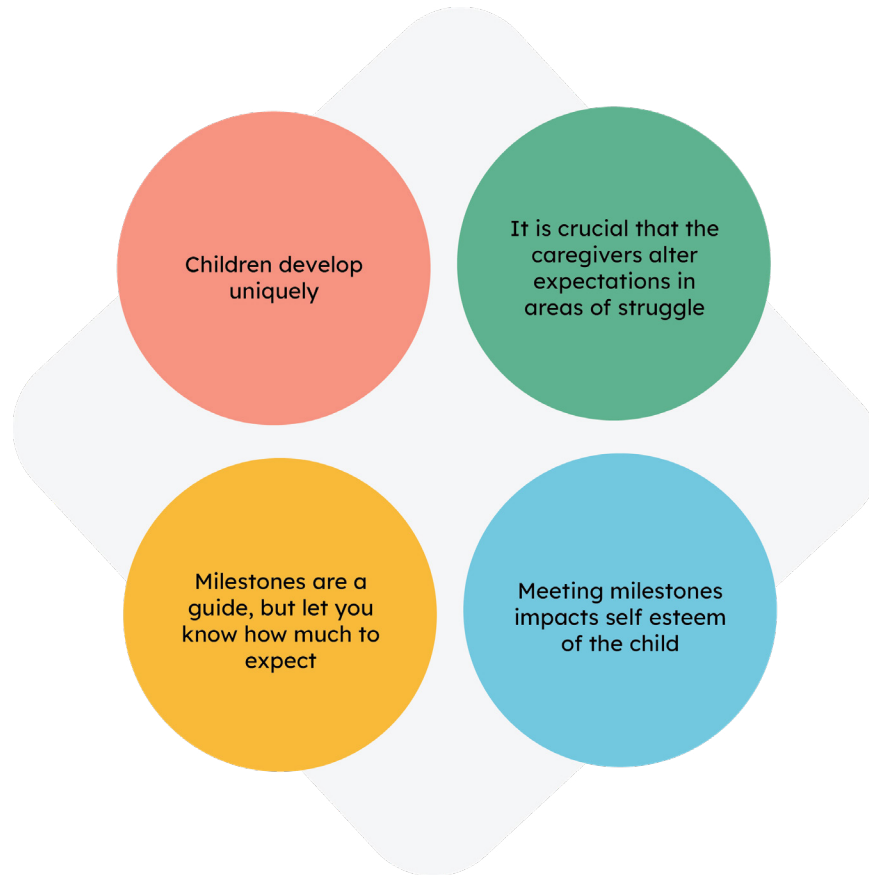 Children develop
uniquely
It is crucial that the
caregivers alter
expectations in
areas of struggle
Milestones are a
guide, but let you
know how much to
expect
Meeting milestones
impacts self esteem
of the child